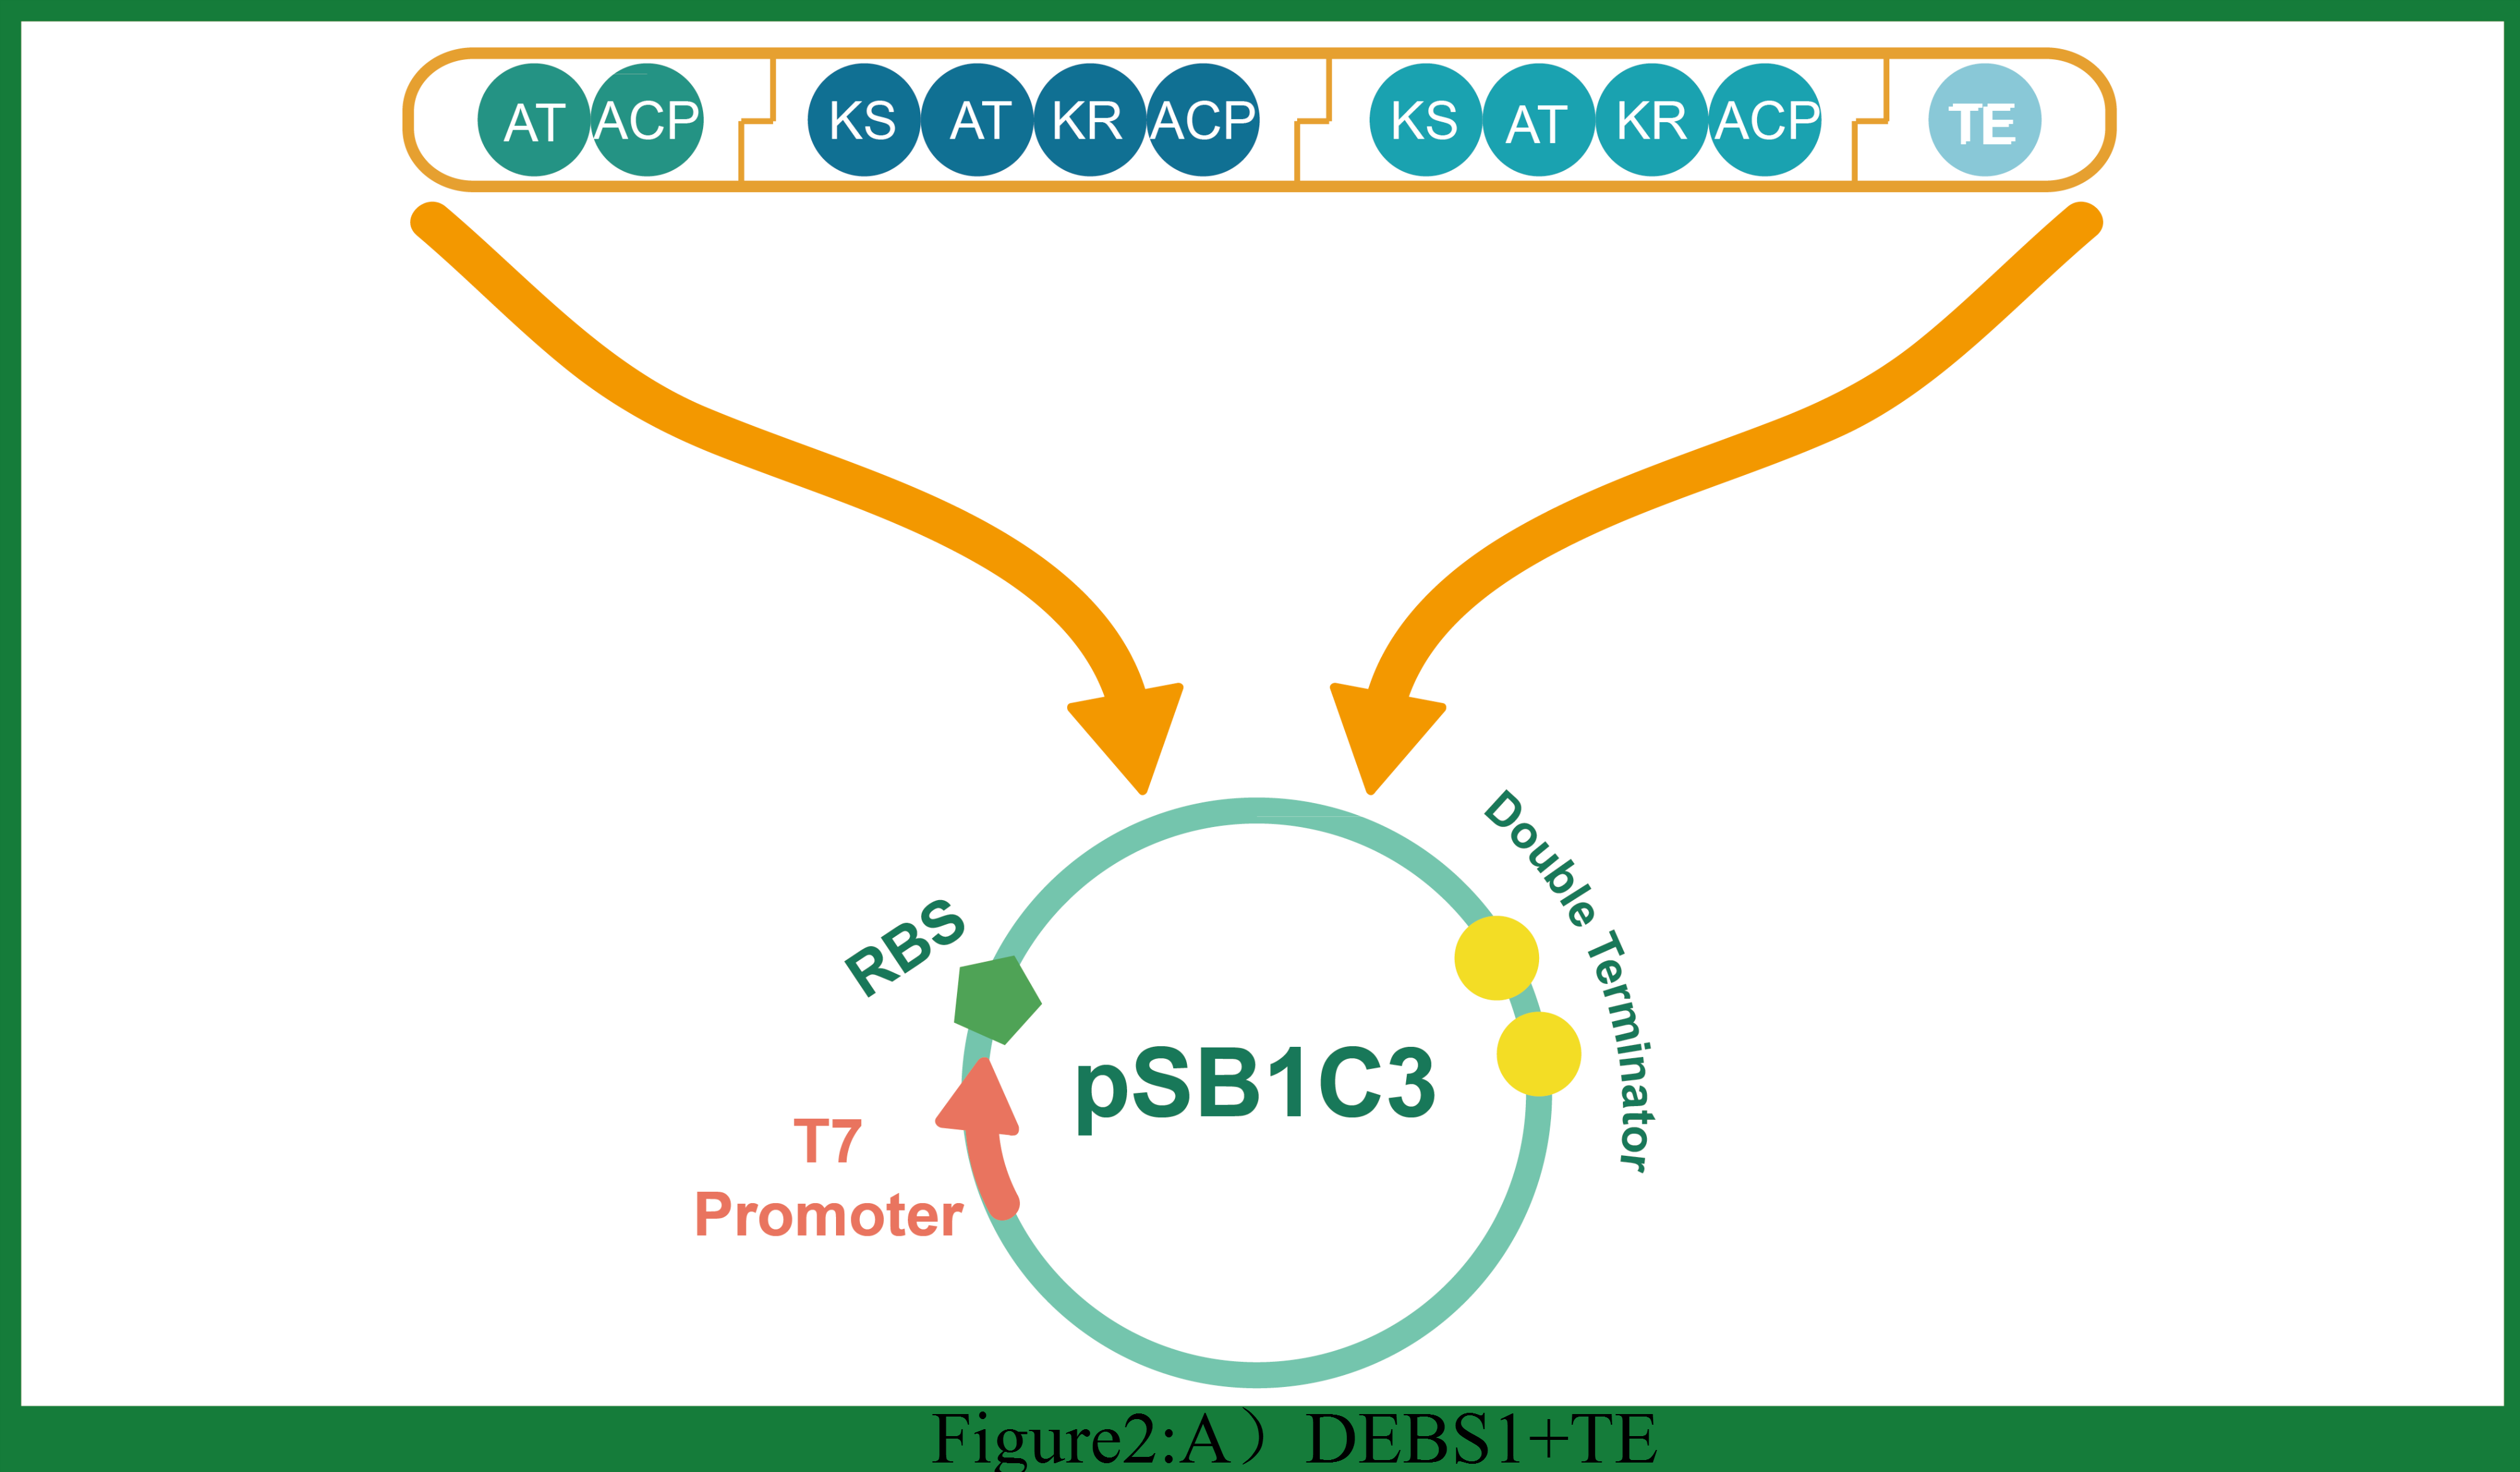 AT ACP KS AT KR ACP KS AT KR ACP TE
Double Terminator
RBS
pSB1C3
T7
Promoter
Figure2:A）DEBS1+TE